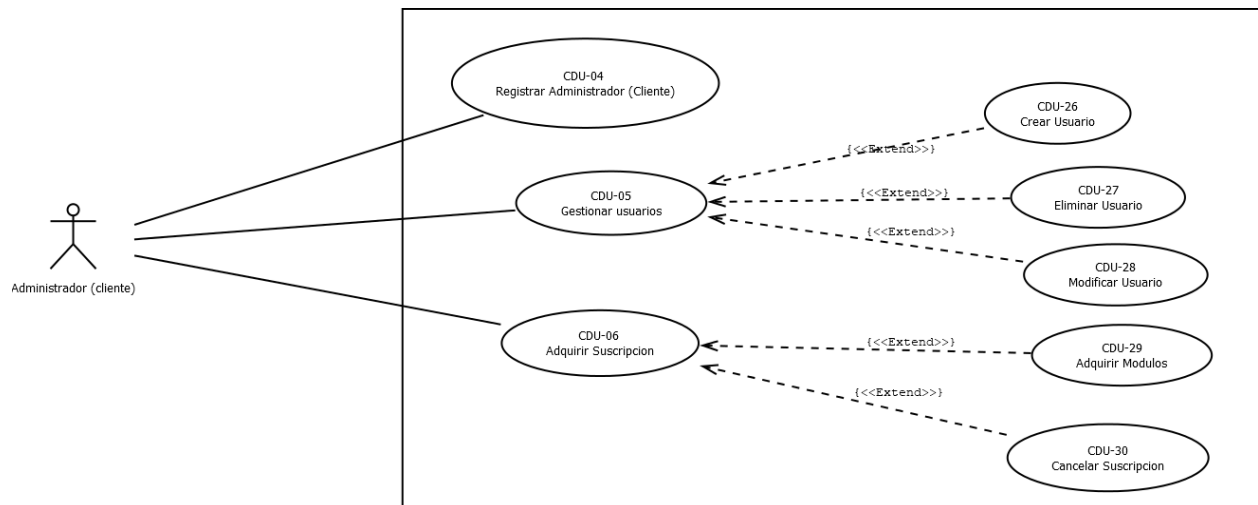 CDU-04
Registrar Administrador (Cliente)
CDU-26
Crear Usuario
{<<Extend>>}
CDU-05
Gestionar usuarios
{<<Extend>>}
CDU-27
Eliminar Usuario
{<<Extend>>}
CDU-28
Modificar Usuario
Administrador (cliente)
CDU-06
Adquirir Suscripcion
{<<Extend>>}
CDU-29
Adquirir Modulos
{<<Extend>>}
CDU-30
Cancelar Suscripcion